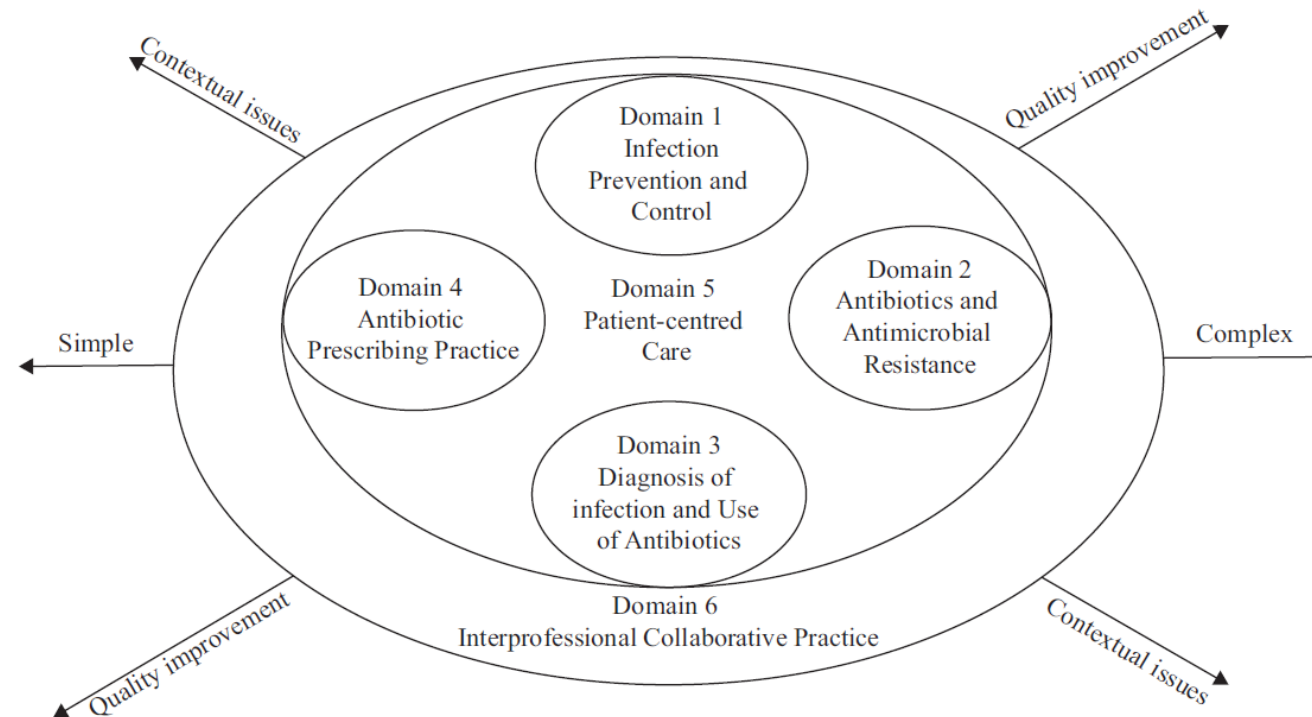 Contextual issues
Quality improvement
Domain 1
Infection
Prevention and
Control
Domain 4
Antibiotic
Prescribing Practice
Domain 5
Patient-centred
Care
Domain 2
Antibiotics and
Antimicrobial
Resistance
Simple
Complex
Domain 3
Diagnosis of
infection and Use
of Antibiotics
Domain 6
Interprofessional Collaborative Practice
Quality improvement
Contextual issues